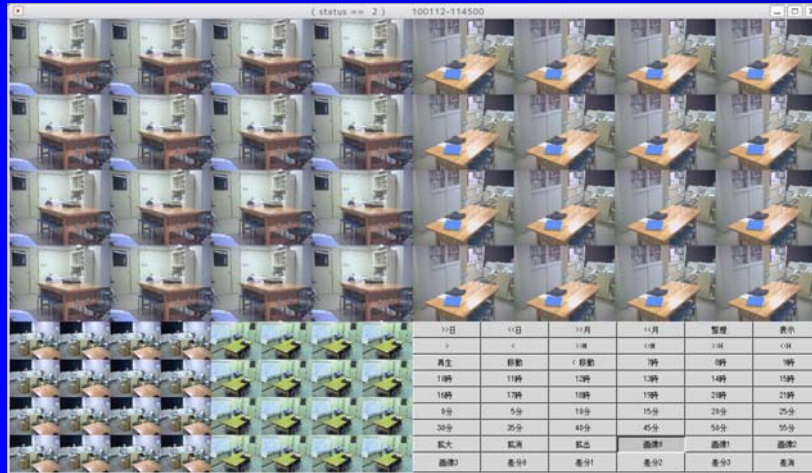 ( status == 2 ) 100112-114500
>>日 <<日 >>月 <<月 整理 表示
> < >>M <<M >>H <<H
再生 移動 < 移動 7時 8時 9時
10時 11時 12時 13時 14時 15時
16時 17時 18時 19時 20時 21時
0分 5分 10分 15分 20分 25分
30分 35分 40分 45分 50分 55分
拡大 拡消 拡出 画像0 画像1 画像2
画像3 差分0 差分1 差分2 差分3 差消